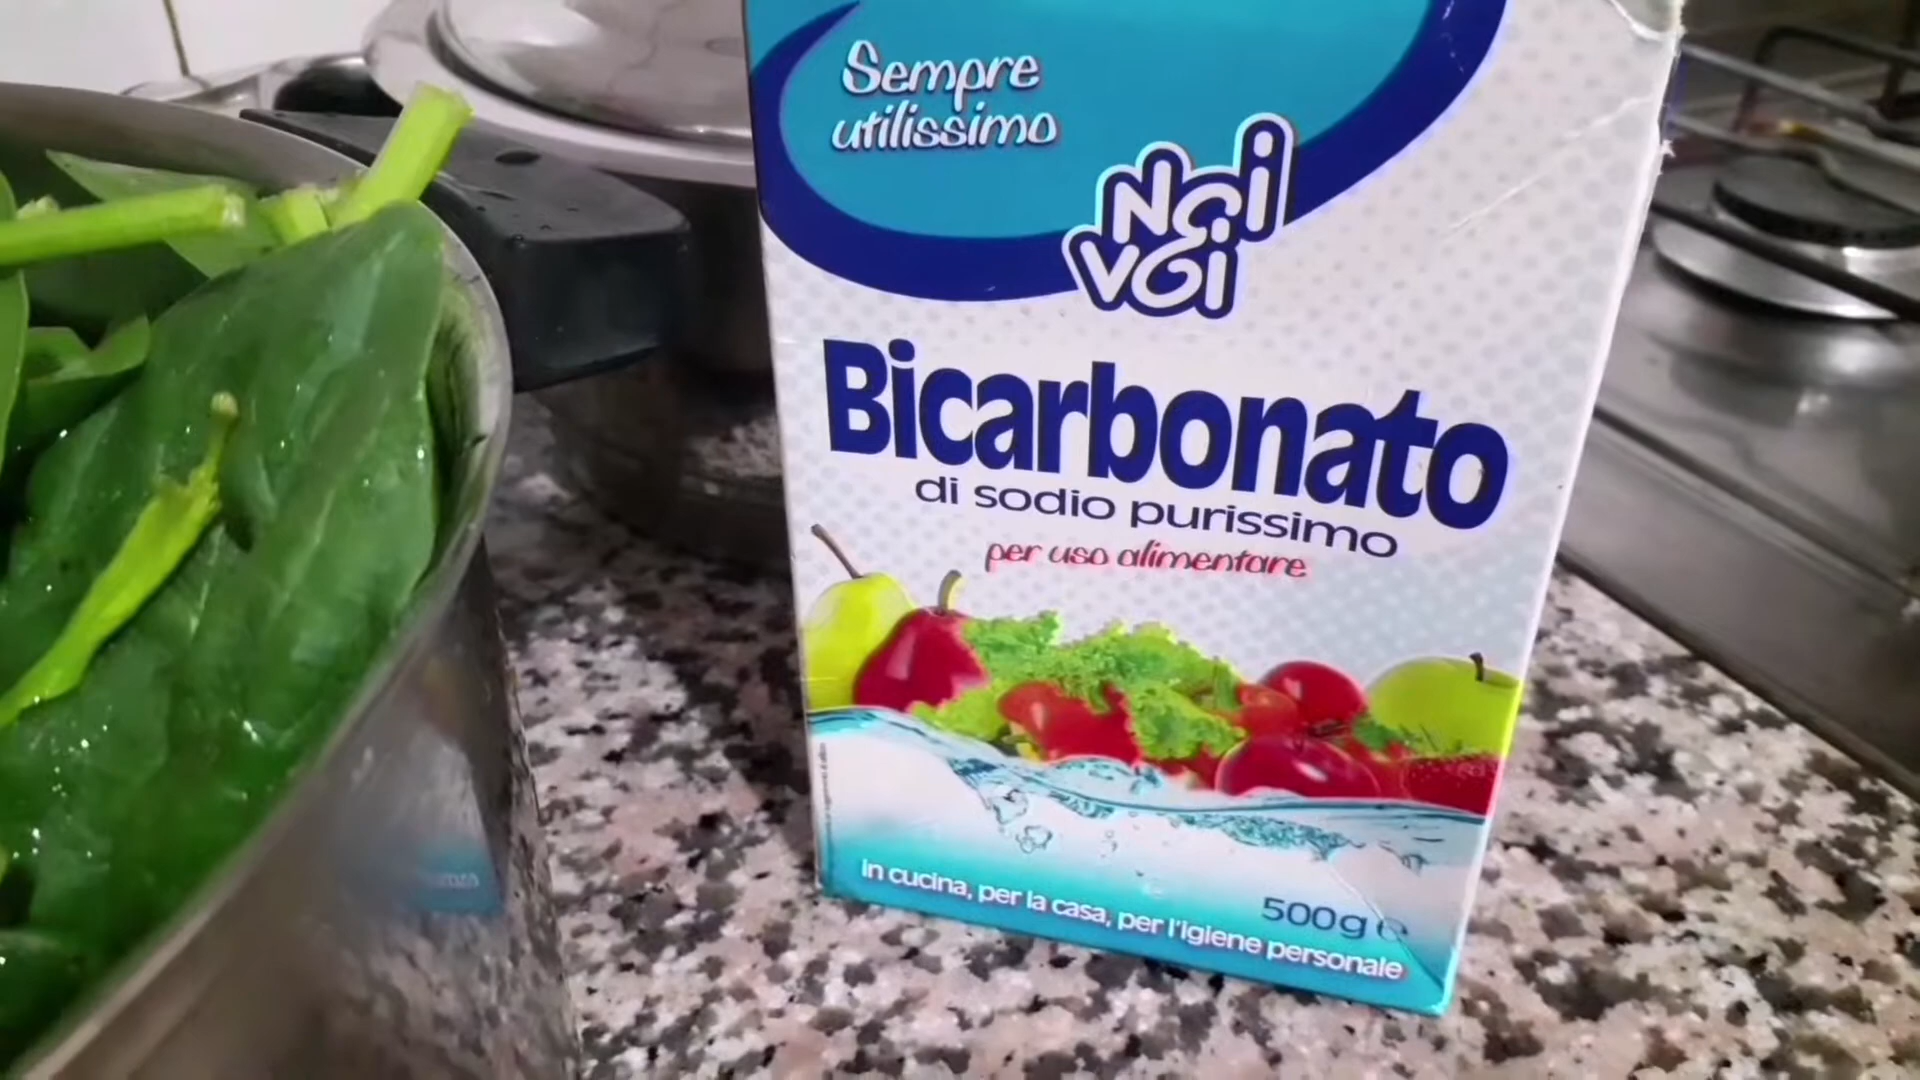 Sempre
utilissimo
Noi
Voi
Bicarbonato
di sodio purissimo
per uso alimentare
500g e
In cucina, per la casa, per l'igiene personale